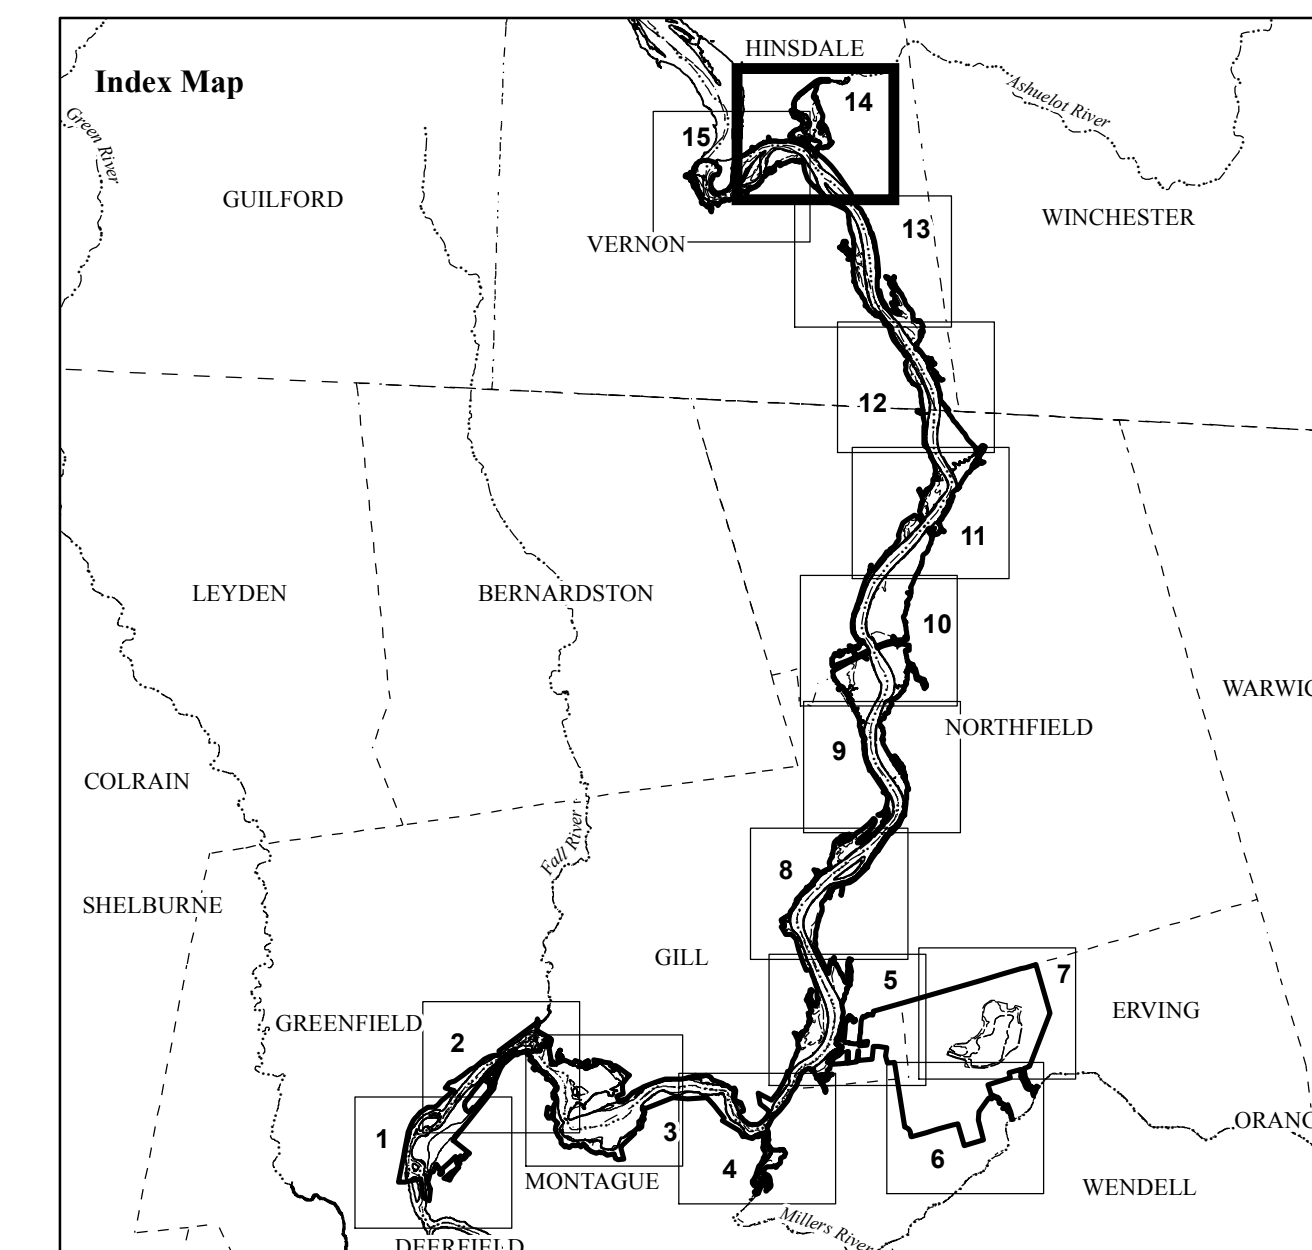 HINSDALE
Index Map
Ashuelot River
14
Green River
15
GUILFORD
WINCHESTER
13
VERNON
12
11
LEYDEN
BERNARDSTON
10
WARWIC
NORTHFIELD
9
COLRAIN
Fall River
8
SHELBURNE
GILL
7
5
ERVING
GREENFIELD
2
ORANG
3
1
6
4
MONTAGUE
WENDELL
Millers River
DEERFIELD